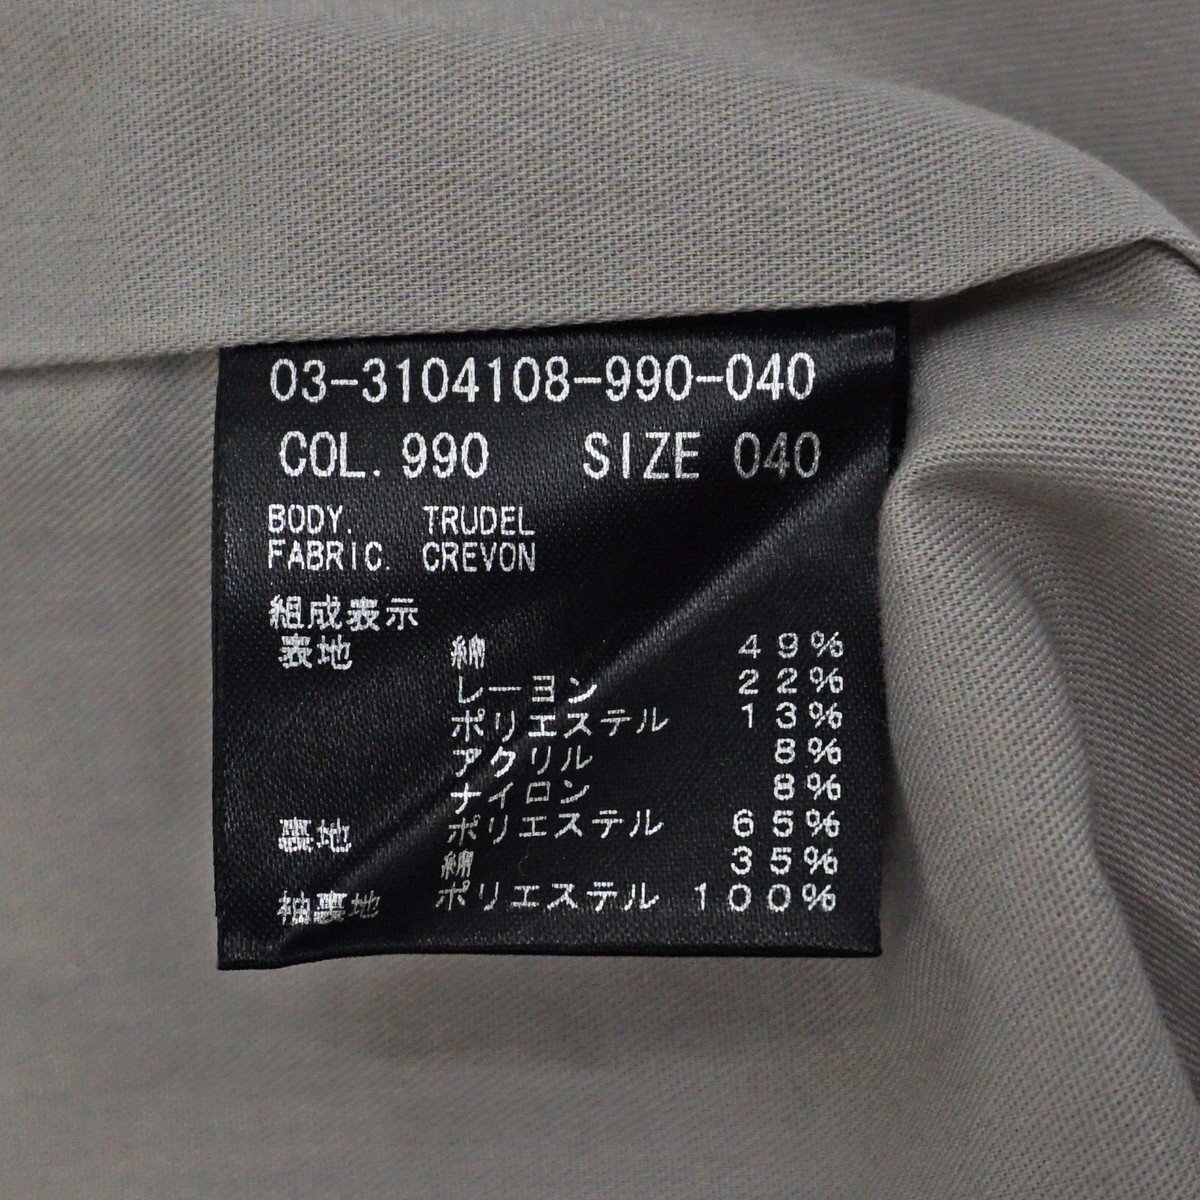 03-3104108-990-040
COL. 990 SIZE 040
BODY. TRUDEL
FABRIC. CREVON
組成表示
表地 綿 49%
レーヨン 22%
ポリエステル 13%
アクリル 8%
ナイロン 8%
裏地 ポリエステル 65%
綿 35%
袖裏地 ポリエステル 100%